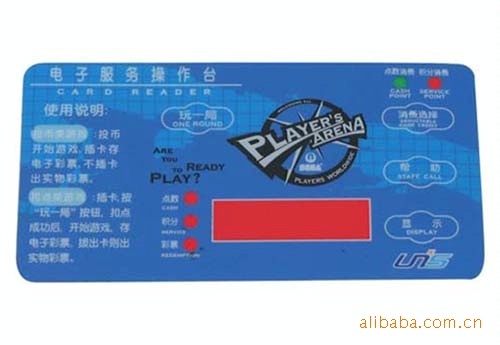 电子服务操作台
CARD READER
使用说明:
投币类游戏:投币
开始游戏,插卡存
电子彩票,不插卡
出实物彩票。
扣点类游戏:插卡,按
"玩一局"按钮,扣点
成功后,开始游戏,存
电子彩票,拔出卡则出
实物彩票。
玩一局
ONE ROUND
WELCOME TO
PLAYER'S
ARENA
SEGA
PLAYERS WORLDWIDE
ARE
YOU
TO READY
PLAY?
点数
CASH
积分
SERVICE
彩票
REDEMPTION
点数消费 积分消费
CASH
POINT
SERVICE
POINT
消费选择
帮助
STAFF CALL
显示
DISPLAY
UNIS
alibaba.com.cn